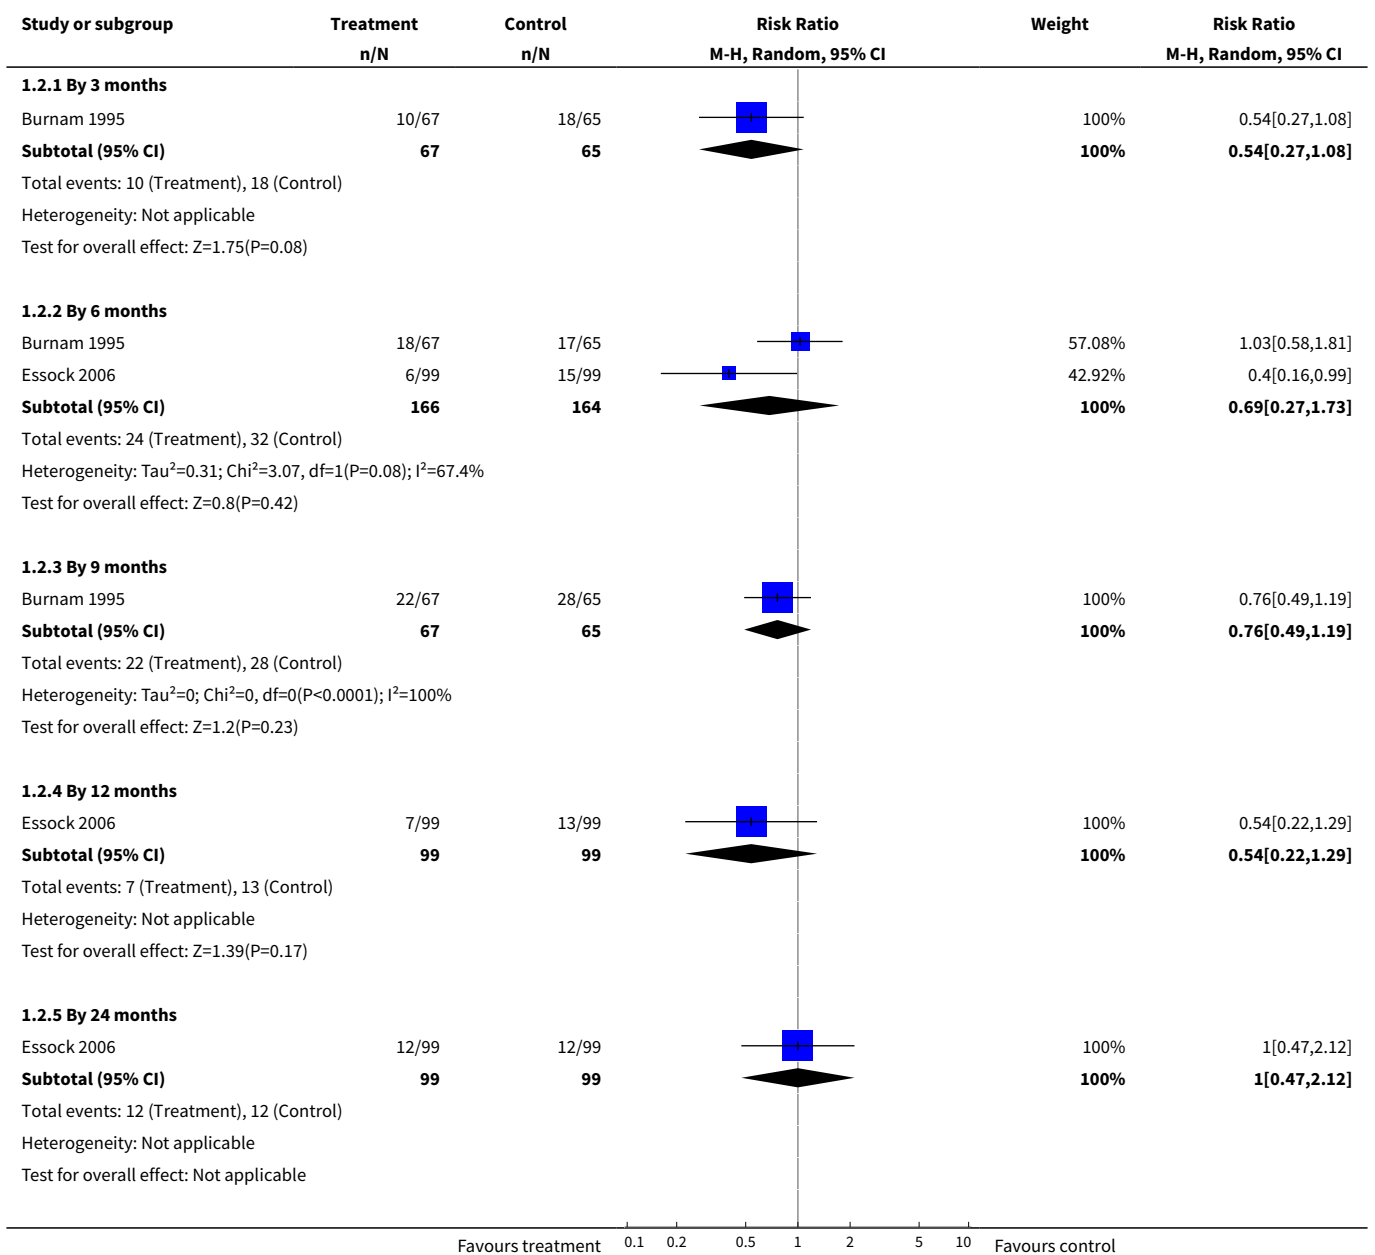 Study or subgroup Treatment Control Risk Ratio Weight Risk Ratio
n/N n/N M-H, Random, 95% CI M-H, Random, 95% CI
1.2.1 By 3 months
Burnam 1995 10/67 18/65 100% 0.54[0.27,1.08]
Subtotal (95% CI) 67 65 100% 0.54[0.27,1.08]
Total events: 10 (Treatment), 18 (Control)
Heterogeneity: Not applicable
Test for overall effect: Z=1.75(P=0.08)
1.2.2 By 6 months
Burnam 1995 18/67 17/65 57.08% 1.03[0.58,1.81]
Essock 2006 6/99 15/99 42.92% 0.4[0.16,0.99]
Subtotal (95% CI) 166 164 100% 0.69[0.27,1.73]
Total events: 24 (Treatment), 32 (Control)
Heterogeneity: Tau²=0.31; Chi²=3.07, df=1(P=0.08); I²=67.4%
Test for overall effect: Z=0.8(P=0.42)
1.2.3 By 9 months
Burnam 1995 22/67 28/65 100% 0.76[0.49,1.19]
Subtotal (95% CI) 67 65 100% 0.76[0.49,1.19]
Total events: 22 (Treatment), 28 (Control)
Heterogeneity: Tau²=0; Chi²=0, df=0(P<0.0001); I²=100%
Test for overall effect: Z=1.2(P=0.23)
1.2.4 By 12 months
Essock 2006 7/99 13/99 100% 0.54[0.22,1.29]
Subtotal (95% CI) 99 99 100% 0.54[0.22,1.29]
Total events: 7 (Treatment), 13 (Control)
Heterogeneity: Not applicable
Test for overall effect: Z=1.39(P=0.17)
1.2.5 By 24 months
Essock 2006 12/99 12/99 100% 1[0.47,2.12]
Subtotal (95% CI) 99 99 100% 1[0.47,2.12]
Total events: 12 (Treatment), 12 (Control)
Heterogeneity: Not applicable
Test for overall effect: Not applicable
Favours treatment 0.1 0.2 0.5 1 2 5 10 Favours control